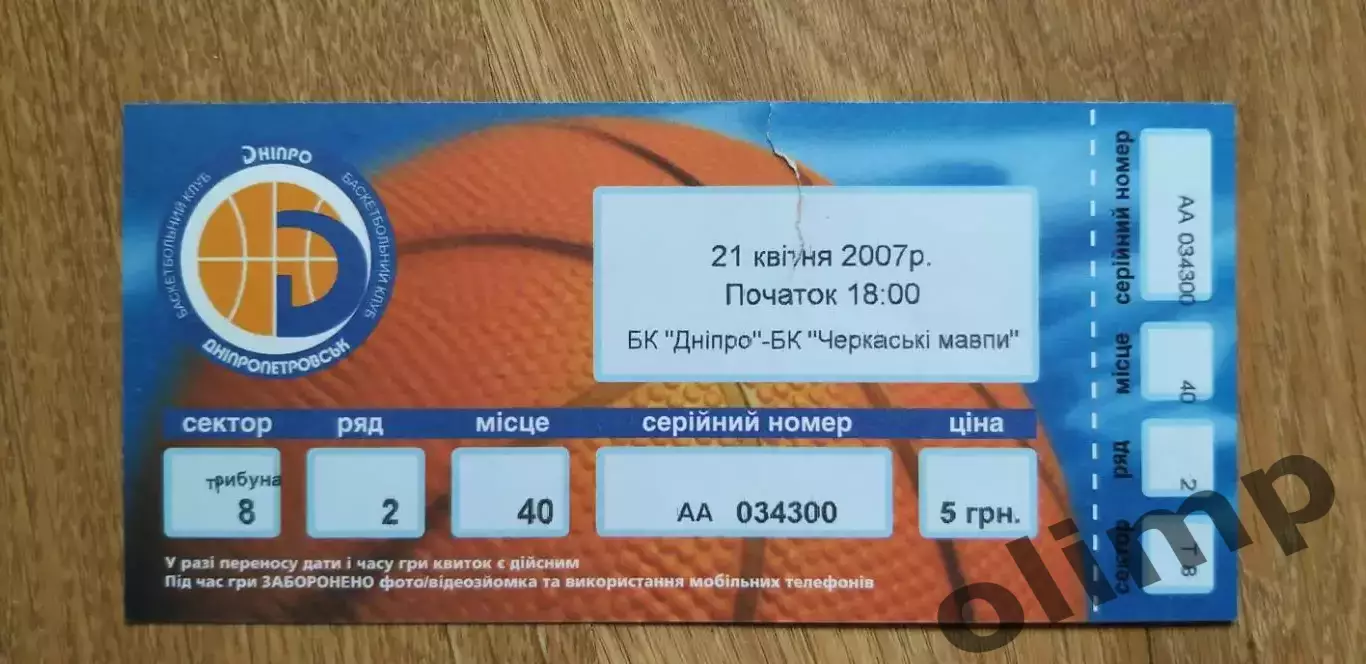 Дніпро
БАСКЕТБОЛЬНИЙ КЛУБ
БАСКЕТБОЛЬНИЙ КЛУБ
ДНІПРОПЕТРОВСЬК
21 квітня 2007р.
Початок 18:00
БК "Дніпро"-БК "Черкаські мавпи"
сектор ряд місце серійний номер ціна
трибуна
8 2 40 АА 034300 5 грн.
У разі переносу дати і часу гри квиток є дійсним
Під час гри ЗАБОРОНЕНО фото/відеозйомка та використання мобільних телефонів
серійний номер АА 034300
місце 40
ряд 2
сектор Т 8
olimp